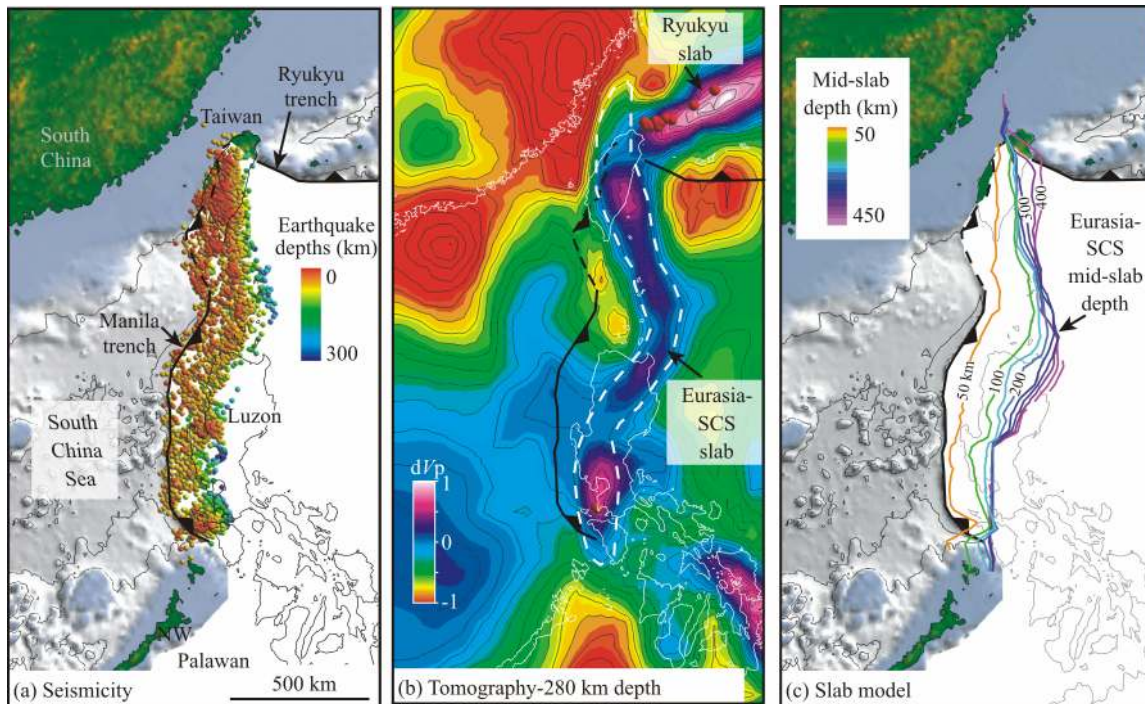 Ryukyu
trench
Taiwan
South
China
Earthquake
depths (km)
0
300
Manila
trench
Luzon
South
China
Sea
NW
Palawan
(a) Seismicity
500 km
Ryukyu
slab
Eurasia-
SCS
slab
dVp
1
0
-1
(b) Tomography-280 km depth
Mid-slab
depth (km)
50
450
400
300
Eurasia-
SCS
mid-slab
depth
50 km
100
200
(c) Slab model